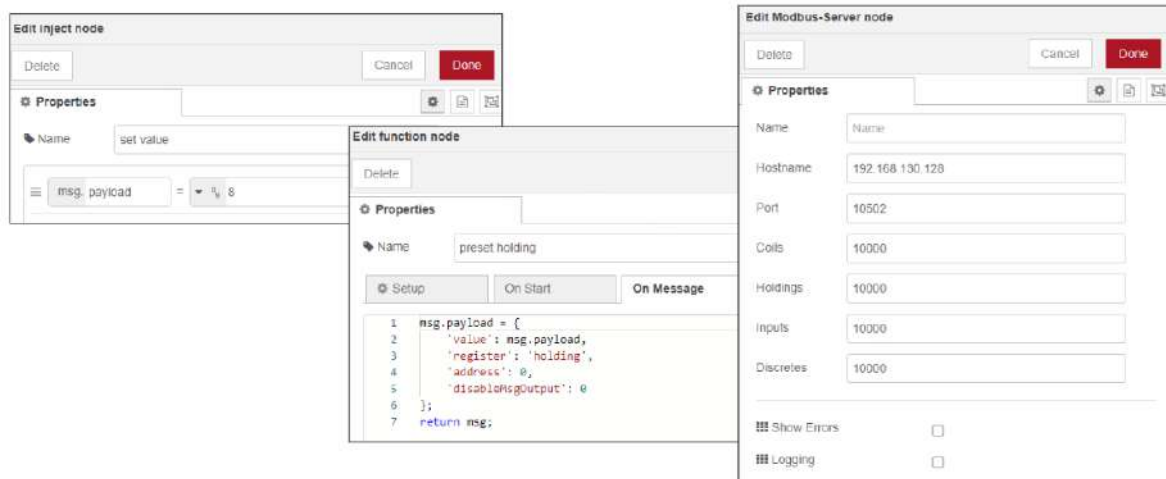 Edit inject node
Delete
Cancel
Done
Properties
Name
set value
msg. payload
=
8
Edit function node
Delete
Properties
Name
preset holding
Setup
On Start
On Message
1 msg.payload = {
2 'value': msg.payload,
3 'register': 'holding',
4 'address': 0,
5 'disableMsgOutput': 0
6 };
7 return msg;
Edit Modbus-Server node
Delete
Cancel
Done
Properties
Name
Name
Hostname
192.168.130.128
Port
10502
Coils
10000
Holdings
10000
Inputs
10000
Discretes
10000
Show Errors
Logging